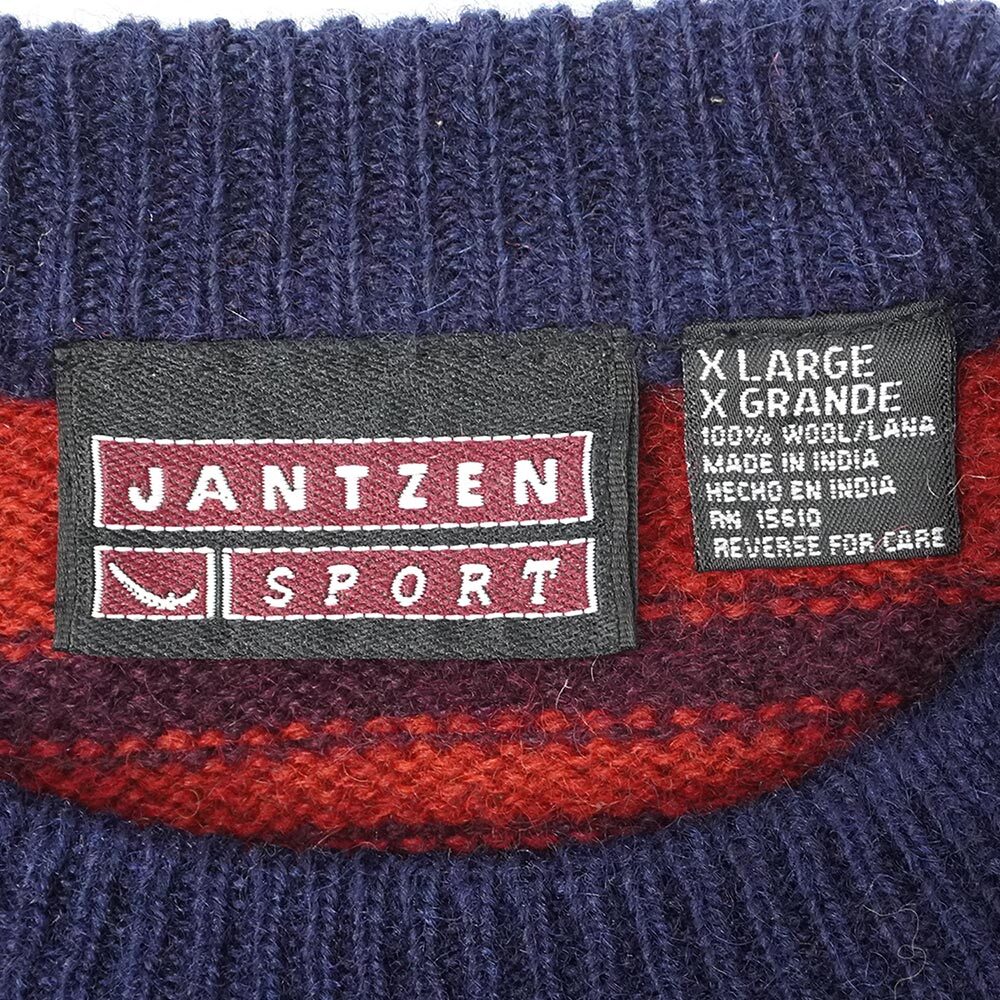 JANTZEN
SPORT
X LARGE
X GRANDE
100% WOOL/LANA
MADE IN INDIA
HECHO EN INDIA
RN 15610
REVERSE FOR CARE